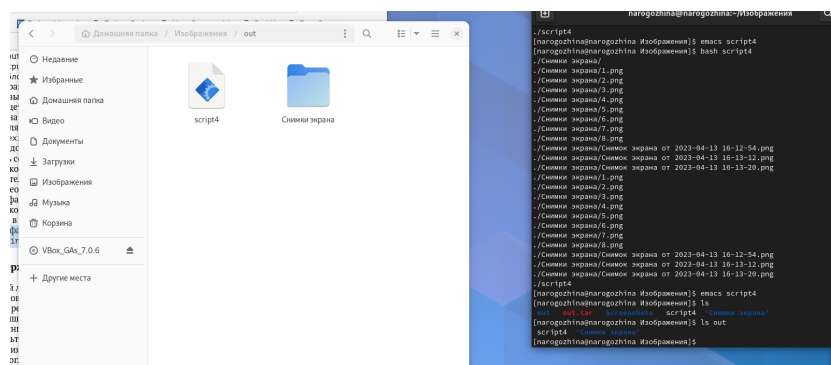 Домашняя папка / Изображения / out
Недавние
Избранные
Домашняя папка
Видео
Документы
Загрузки
Изображения
Музыка
Корзина
VBox_GAs_7.0.6
Другие места
script4
Снимки экрана
narogozhina@narogozhina:~/Изображения
./script4
[narogozhina@narogozhina Изображения]$ emacs script4
[narogozhina@narogozhina Изображения]$ bash script4
./Снимки экрана/
./Снимки экрана/1.png
./Снимки экрана/2.png
./Снимки экрана/3.png
./Снимки экрана/4.png
./Снимки экрана/5.png
./Снимки экрана/6.png
./Снимки экрана/7.png
./Снимки экрана/8.png
./Снимки экрана/Снимок экрана от 2023-04-13 16-12-54.png
./Снимки экрана/Снимок экрана от 2023-04-13 16-13-12.png
./Снимки экрана/Снимок экрана от 2023-04-13 16-13-20.png
./Снимки экрана/1.png
./Снимки экрана/2.png
./Снимки экрана/3.png
./Снимки экрана/4.png
./Снимки экрана/5.png
./Снимки экрана/6.png
./Снимки экрана/7.png
./Снимки экрана/8.png
./Снимки экрана/Снимок экрана от 2023-04-13 16-12-54.png
./Снимки экрана/Снимок экрана от 2023-04-13 16-13-12.png
./Снимки экрана/Снимок экрана от 2023-04-13 16-13-20.png
./script4
[narogozhina@narogozhina Изображения]$ emacs script4
[narogozhina@narogozhina Изображения]$ ls
out out.tar Screenshots script4 'Снимки экрана'
[narogozhina@narogozhina Изображения]$ ls out
script4 'Снимки экрана'
[narogozhina@narogozhina Изображения]$